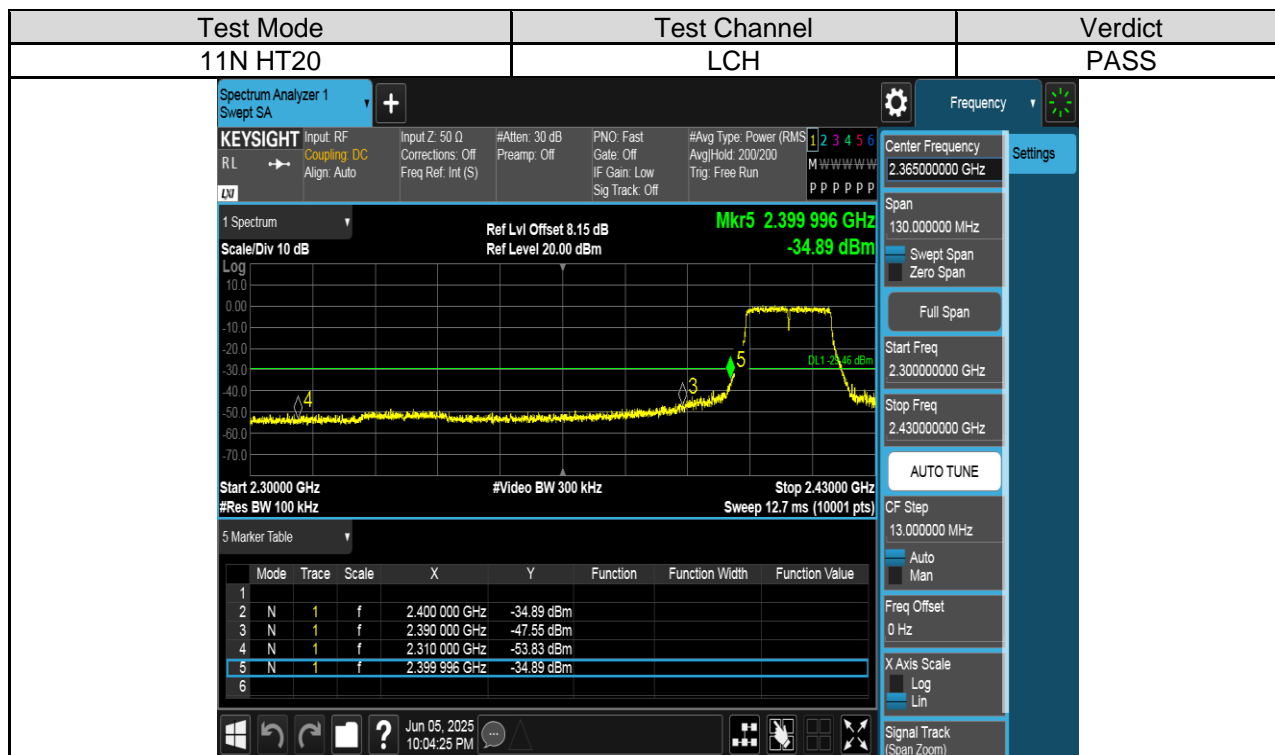 Test Mode Test Channel Verdict
11N HT20 LCH PASS
Spectrum Analyzer 1
Swept SA
+
Frequency
KEYSIGHT
RL
LXI
Input: RF
Coupling: DC
Align: Auto
Input Z: 50 Ω
Corrections: Off
Freq Ref: Int (S)
#Atten: 30 dB
Preamp: Off
PNO: Fast
Gate: Off
IF Gain: Low
Sig Track: Off
#Avg Type: Power (RMS
Avg|Hold: 200/200
Trig: Free Run
1 2 3 4 5 6
M W W W W W
P P P P P P
1 Spectrum
Scale/Div 10 dB
Ref Lvl Offset 8.15 dB
Ref Level 20.00 dBm
Mkr5 2.399 996 GHz
-34.89 dBm
Log
10.0
0.00
-10.0
-20.0
-30.0
-40.0
-50.0
-60.0
-70.0
4
3
5
DL1 -29.46 dBm
Start 2.30000 GHz #Video BW 300 kHz Stop 2.43000 GHz
#Res BW 100 kHz Sweep 12.7 ms (10001 pts)
5 Marker Table
Mode Trace Scale X Y Function Function Width Function Value
1
2 N 1 f 2.400 000 GHz -34.89 dBm
3 N 1 f 2.390 000 GHz -47.55 dBm
4 N 1 f 2.310 000 GHz -53.83 dBm
5 N 1 f 2.399 996 GHz -34.89 dBm
6
?
Jun 05, 2025
10:04:25 PM
Center Frequency
2.365000000 GHz
Settings
Span
130.000000 MHz
Swept Span
Zero Span
Full Span
Start Freq
2.300000000 GHz
Stop Freq
2.430000000 GHz
AUTO TUNE
CF Step
13.000000 MHz
Auto
Man
Freq Offset
0 Hz
X Axis Scale
Log
Lin
Signal Track
(Span Zoom)